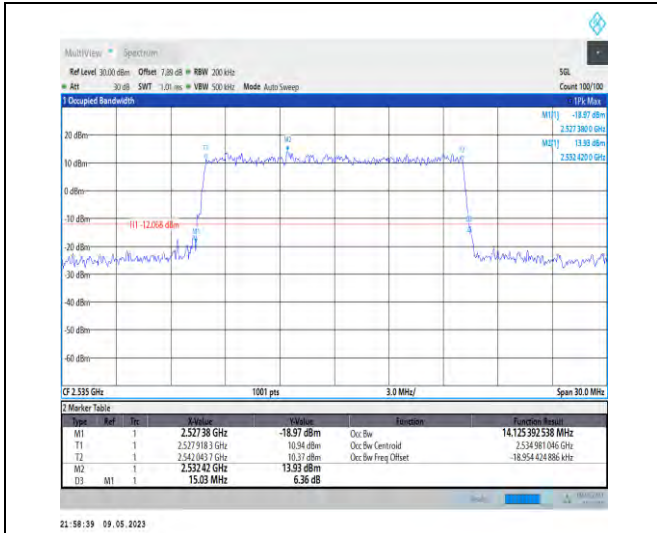 MultiView Spectrum
Ref Level 30.00 dBm Offset 7.89 dB RBW 200 kHz SGL
Att 30 dB SWT 1.01 ms VBW 500 kHz Mode Auto Sweep Count 100/100
1 Occupied Bandwidth 1Pk Max
M1[1] -18.97 dBm
2.527 380 0 GHz
M2[1] 13.93 dBm
2.532 420 0 GHz
20 dBm
M2
T1
T2
10 dBm
0 dBm
-10 dBm
H1 -12.066 dBm
M1
-20 dBm
-30 dBm
-40 dBm
-50 dBm
-60 dBm
CF 2.535 GHz 1001 pts 3.0 MHz/ Span 30.0 MHz
2 Marker Table
Type Ref Trc X-Value Y-Value Function Function Result
M1 1 2.52738 GHz -18.97 dBm Occ Bw 14.125 392 538 MHz
T1 1 2.527 918 3 GHz 10.94 dBm Occ Bw Centroid 2.534 981 046 GHz
T2 1 2.542 043 7 GHz 10.37 dBm Occ Bw Freq Offset -18.954 424 886 kHz
M2 1 2.53242 GHz 13.93 dBm
D3 M1 1 15.03 MHz 6.36 dB
21:58:39 09.05.2023